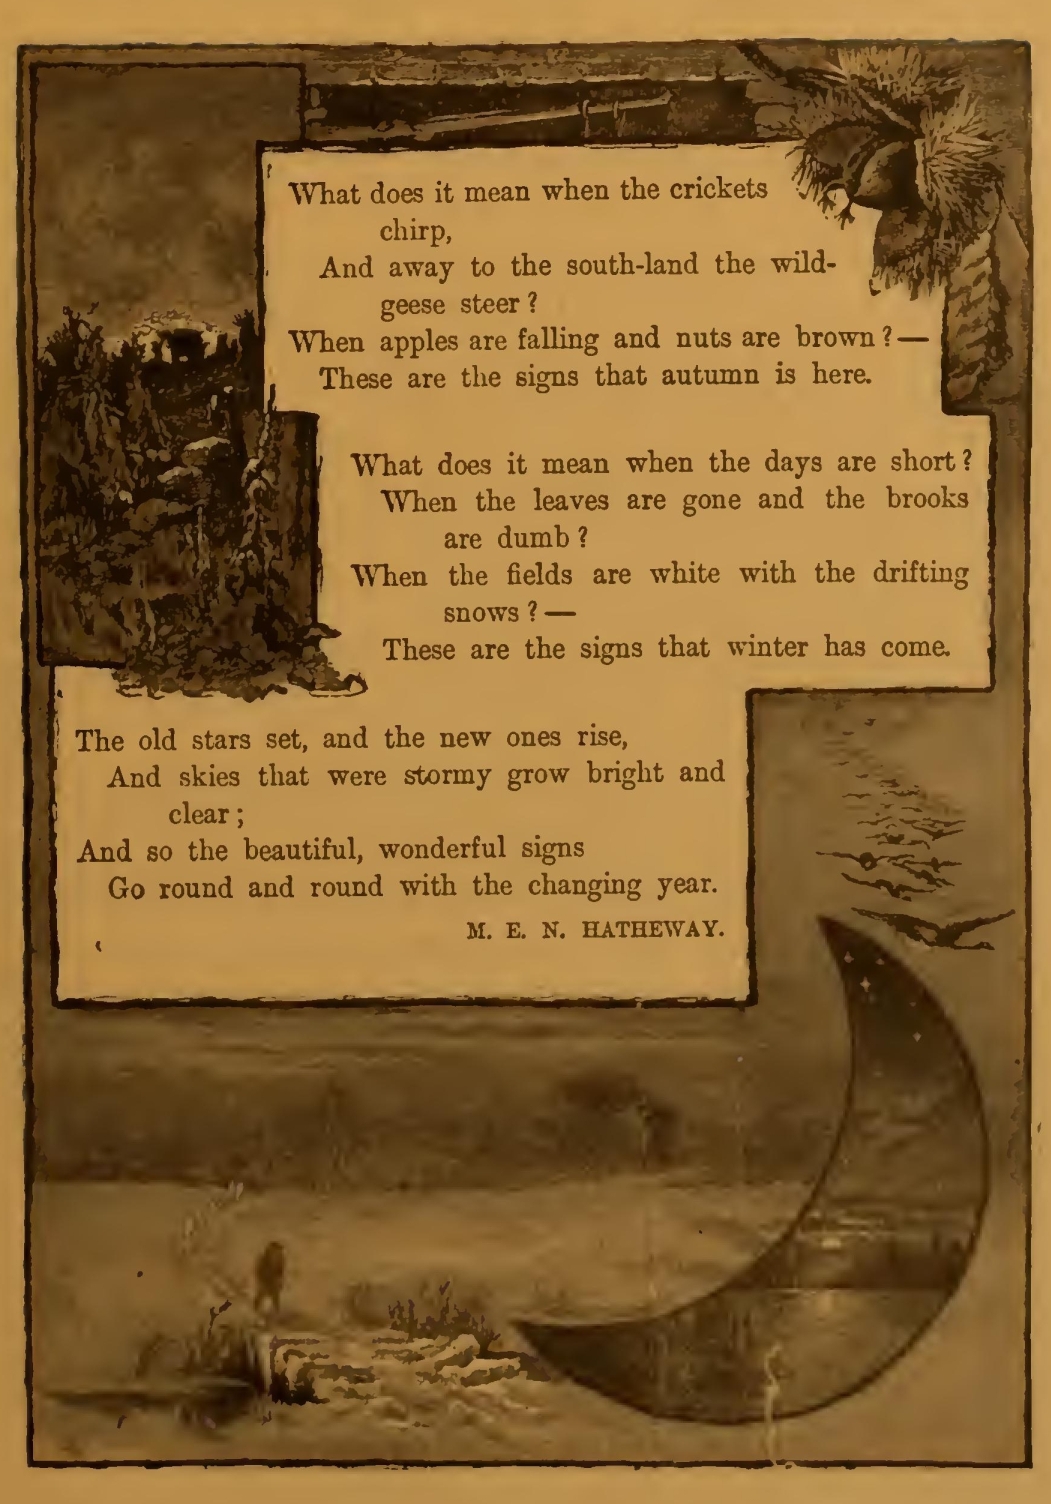 What does it mean when the crickets
chirp,
And away to the south-land the wild-
geese steer?
When apples are falling and nuts are brown?—
These are the signs that autumn is here.
What does it mean when the days are short?
When the leaves are gone and the brooks
are dumb?
When the fields are white with the drifting
snows?—
These are the signs that winter has come.
The old stars set, and the new ones rise,
And skies that were stormy grow bright and
clear;
And so the beautiful, wonderful signs
Go round and round with the changing year.
M. E. N. HATHEWAY.